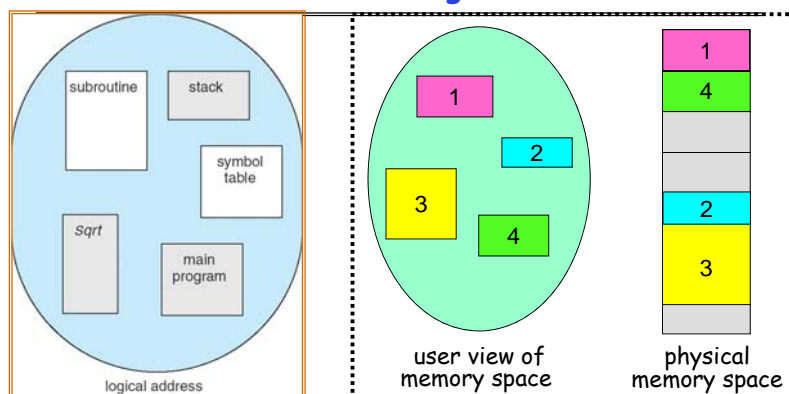 subroutine
stack
symbol
table
Sqrt
main
program
logical address
1
2
3
4
user view of
memory space
1
4
2
3
physical
memory space